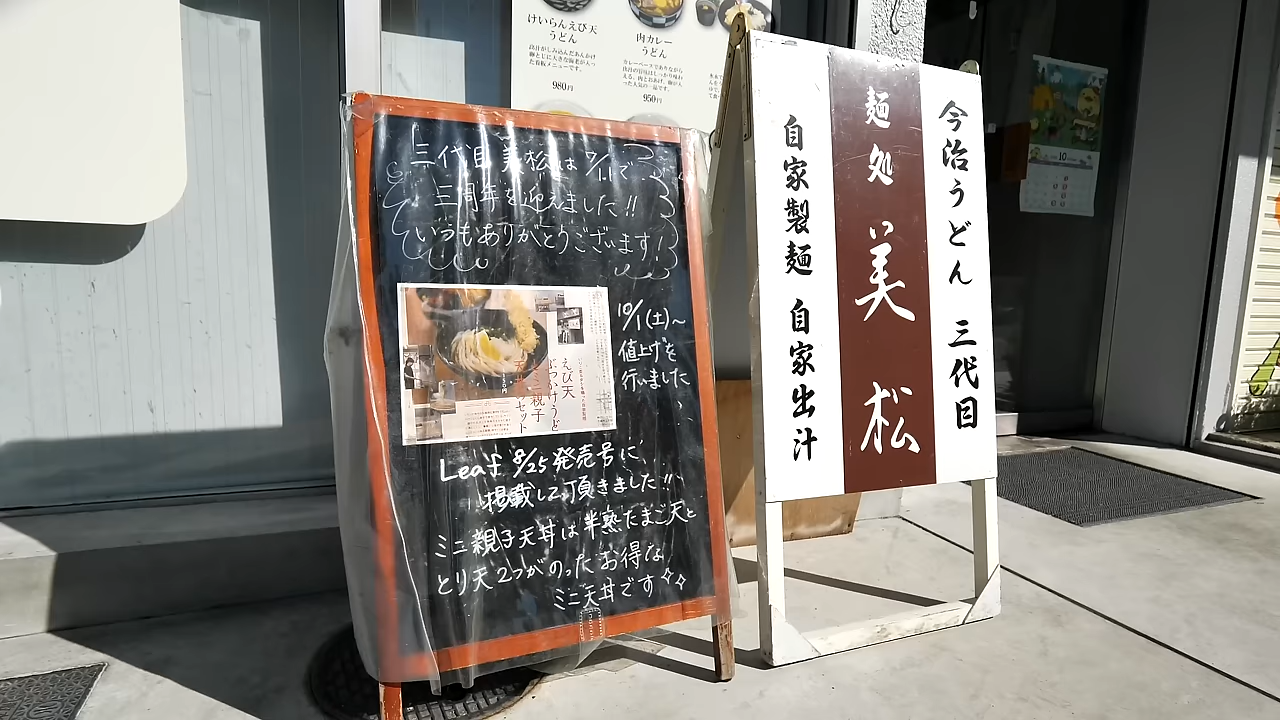 けいらんえび天
うどん
980円
肉カレー
うどん
950円
三代目 美松は 7/11で
三周年を迎えました!!
いつもありがとうございます!
10/1(土)~
値上げを
行いました
えび天
ぶっかけうど
ミニ親子
セット
Leaf 8/25発売号に
掲載して頂きました!!
ミニ親子天丼は半熟たまご天と
とり天2つがのったお得な
ミニ天丼です
今治うどん 三代目
麺処 美松
自家製麺 自家出汁
10